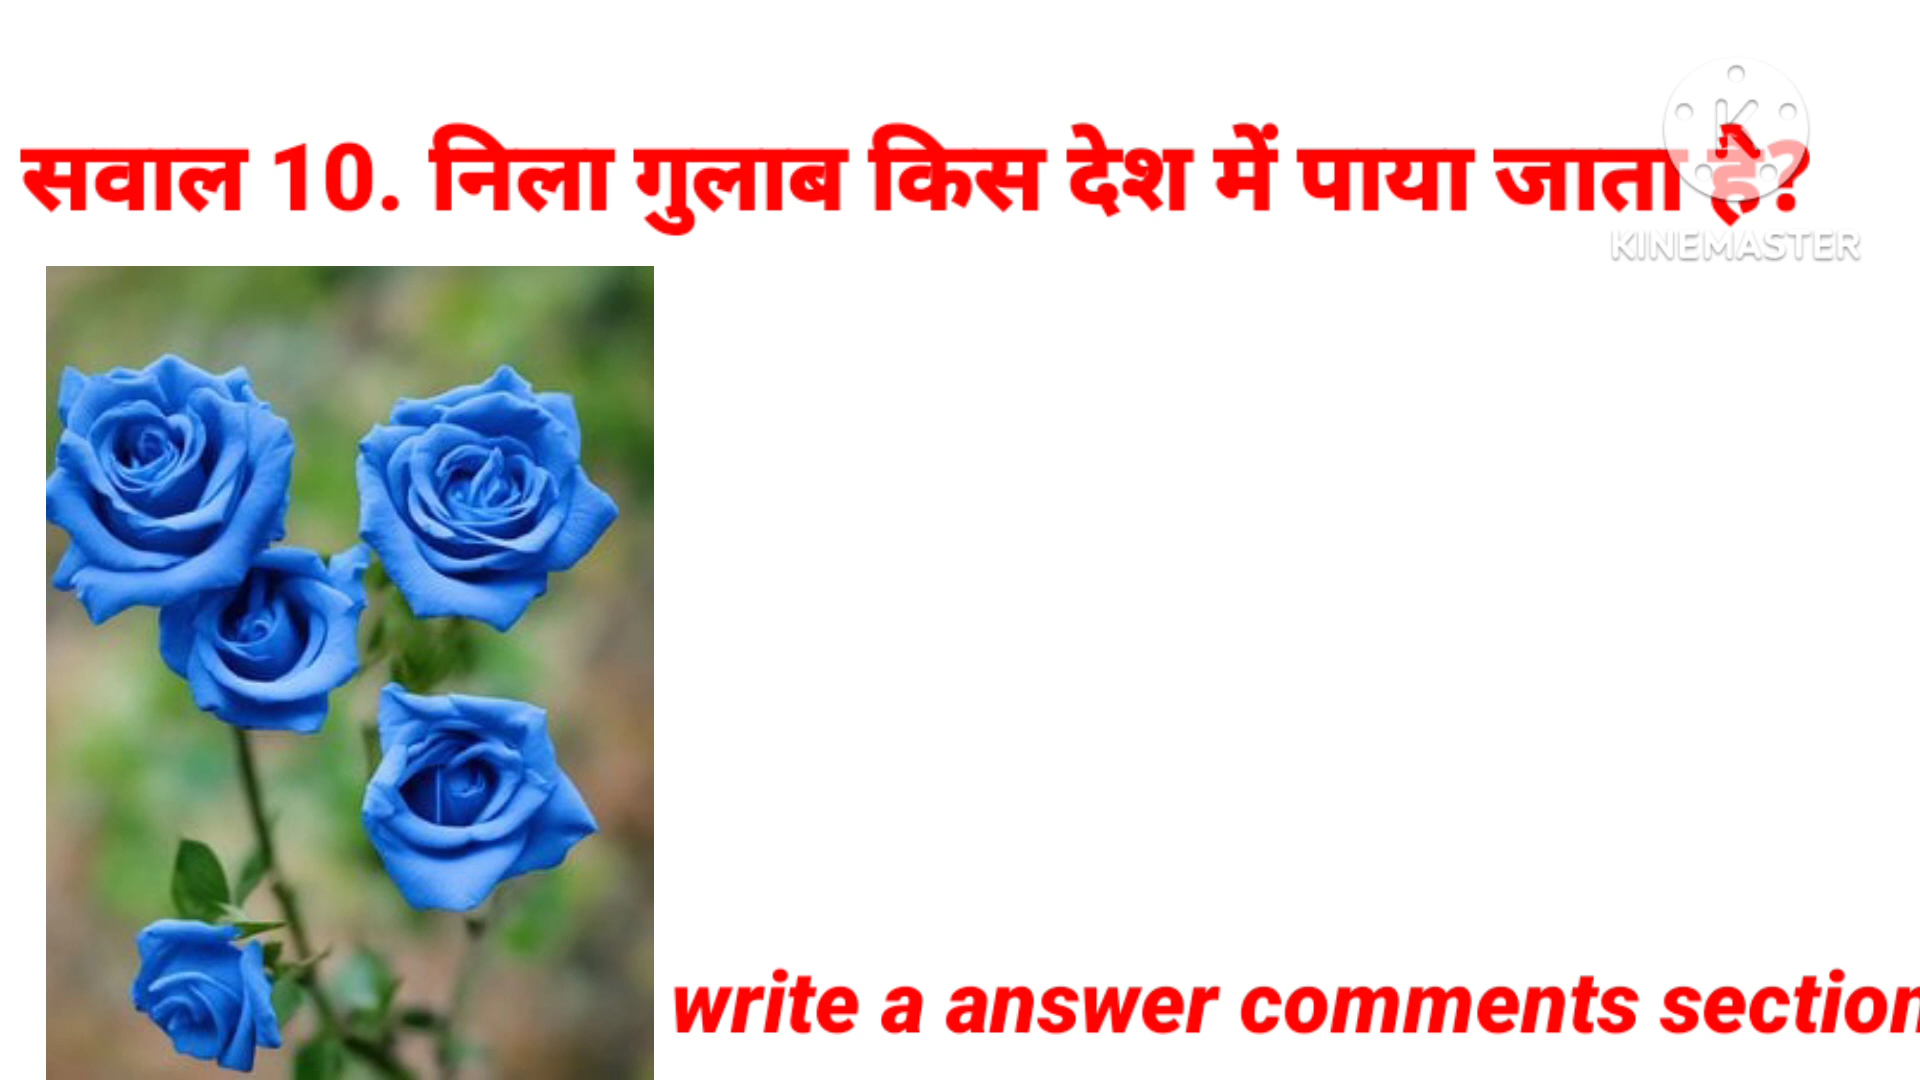 सवाल 10. निला गुलाब किस देश में पाया जाता है?
KINEMASTER
write a answer comments section